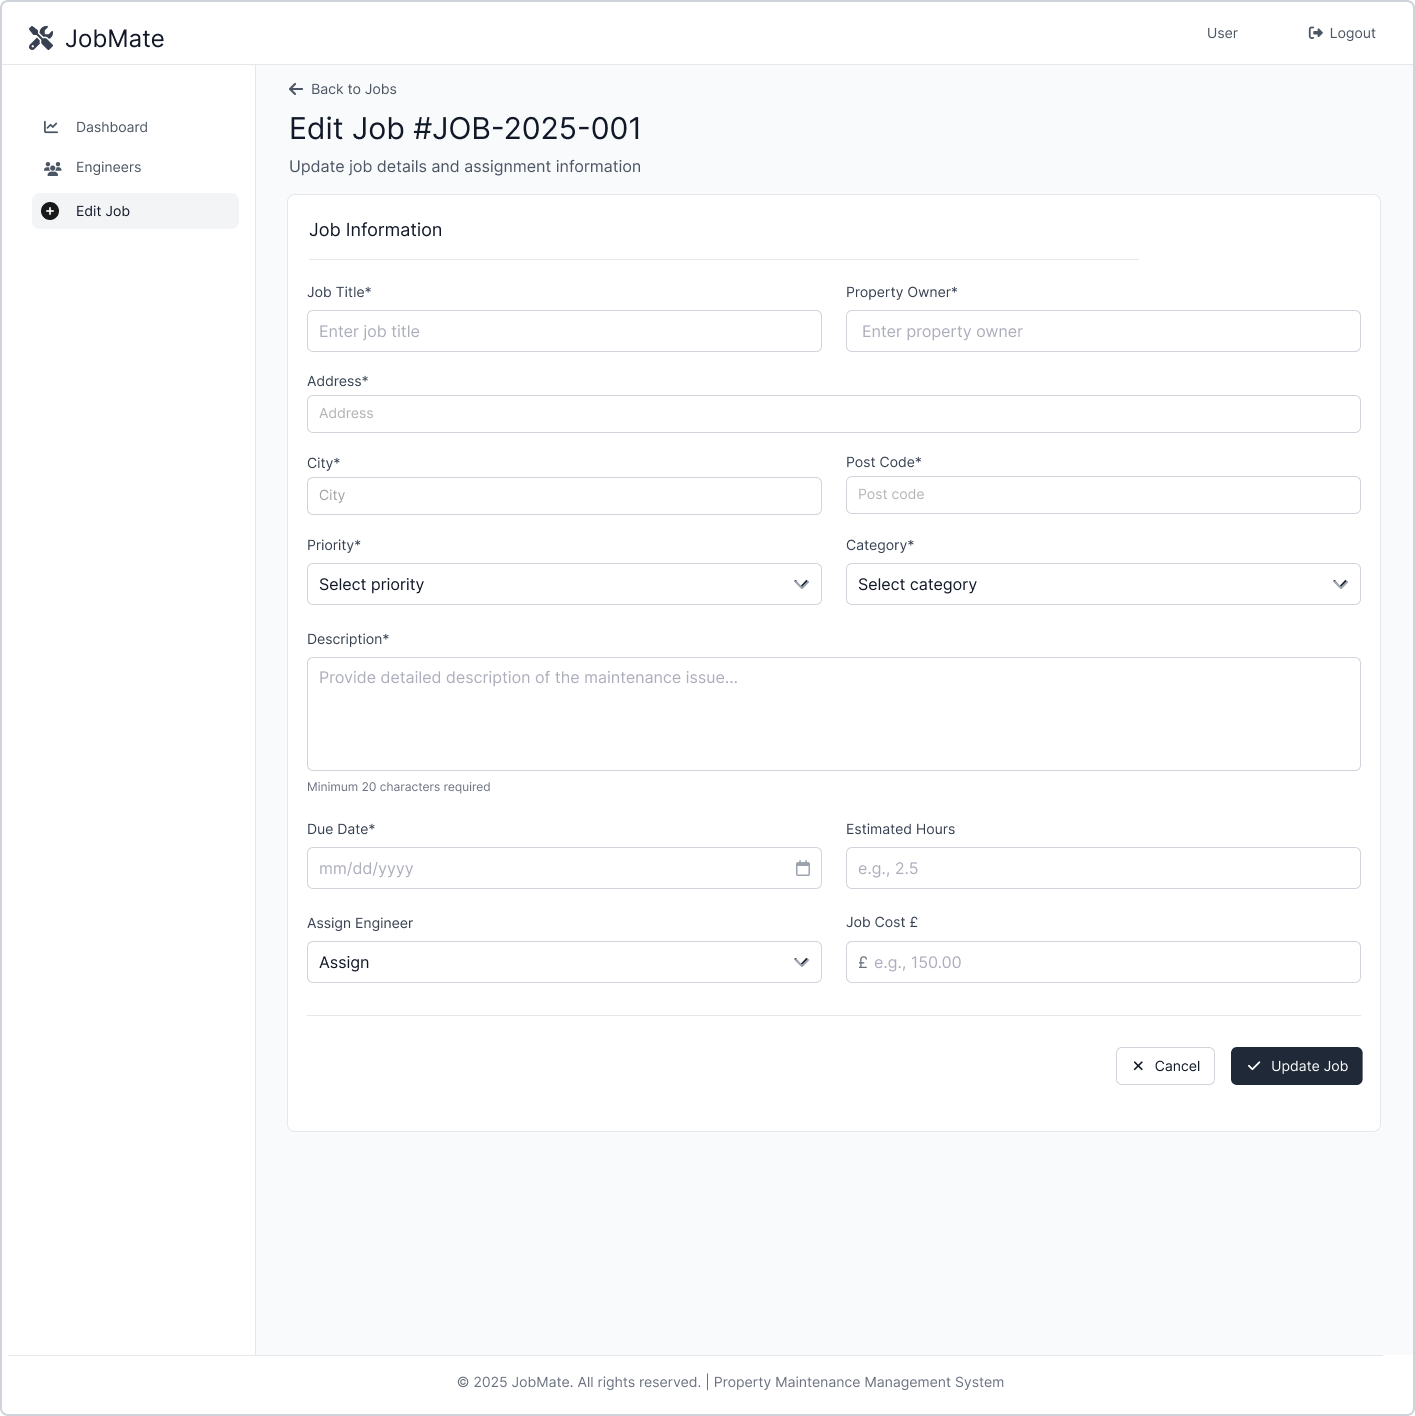 JobMate
User
Logout
Dashboard
Engineers
Edit Job
Back to Jobs
Edit Job #JOB-2025-001
Update job details and assignment information
Job Information
Job Title*
Property Owner*
Enter job title
Enter property owner
Address*
Address
City*
Post Code*
City
Post code
Priority*
Category*
Select priority
Select category
Description*
Provide detailed description of the maintenance issue...
Minimum 20 characters required
Due Date*
Estimated Hours
mm/dd/yyyy
e.g., 2.5
Assign Engineer
Job Cost £
Assign
£ e.g., 150.00
Cancel
Update Job
© 2025 JobMate. All rights reserved. | Property Maintenance Management System